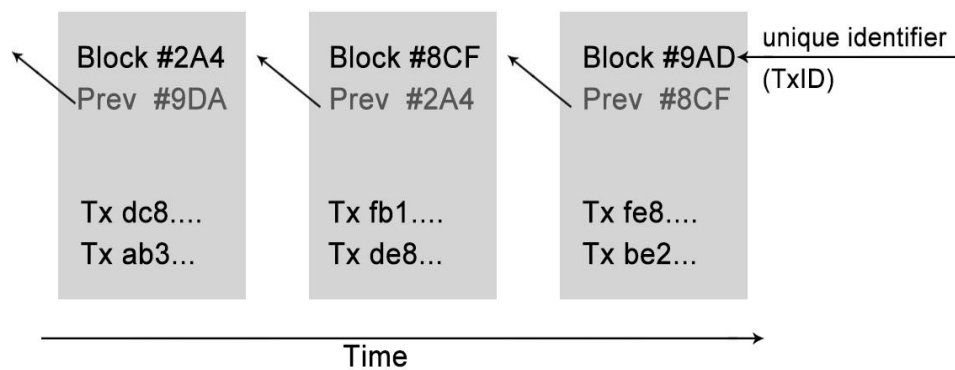 Block #2A4
Prev #9DA
Tx dc8....
Tx ab3...
Block #8CF
Prev #2A4
Tx fb1....
Tx de8...
Block #9AD
Prev #8CF
Tx fe8....
Tx be2...
unique identifier
(TxID)
Time